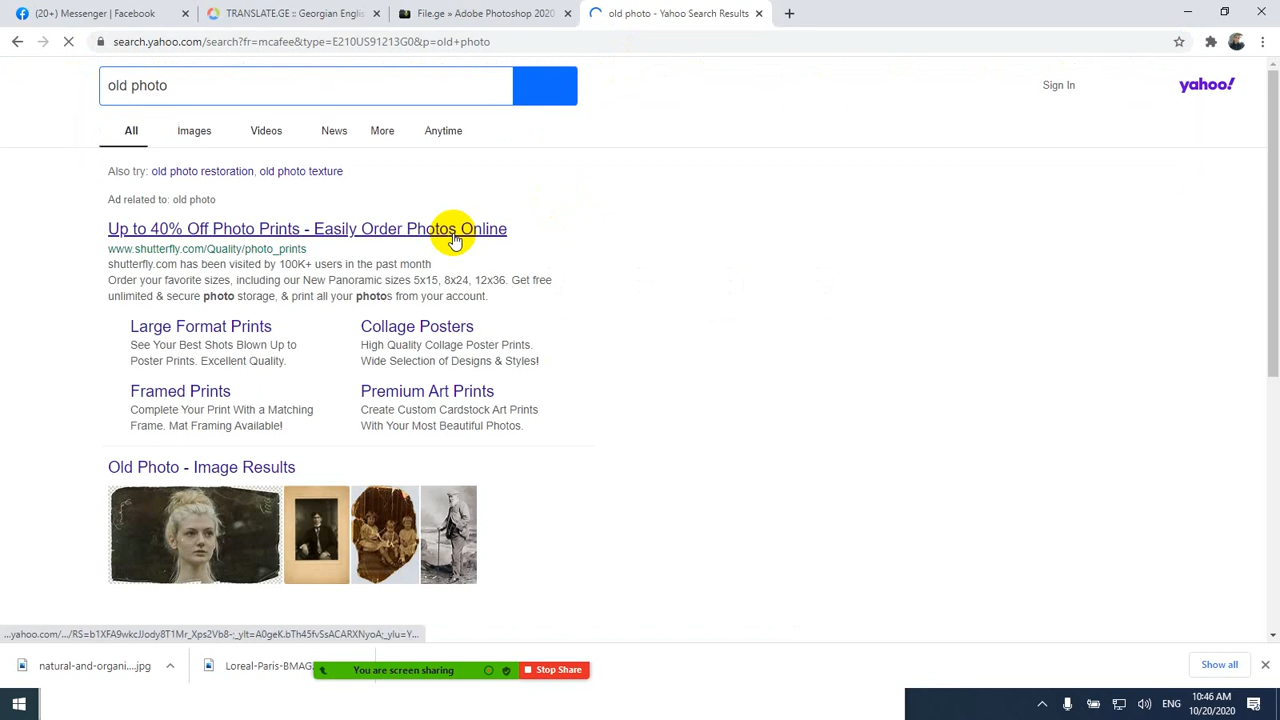 (20+) Messenger | Facebook
TRANSLATE.GE = Georgian Englis
File.ge » Adobe Photoshop 2020
old photo - Yahoo Search Results
search.yahoo.com/search?fr=mcafee&type=E210US91213G0&p=old+photo
old photo
Sign In
yahoo!
All
Images
Videos
News
More
Anytime
Also try: old photo restoration, old photo texture
Ad related to: old photo
Up to 40% Off Photo Prints - Easily Order Photos Online
www.shutterfly.com/Quality/photo_prints
shutterfly.com has been visited by 100K+ users in the past month
Order your favorite sizes, including our New Panoramic sizes 5x15, 8x24, 12x36. Get free
unlimited & secure photo storage, & print all your photos from your account.
Large Format Prints
See Your Best Shots Blown Up to
Poster Prints. Excellent Quality.
Collage Posters
High Quality Collage Poster Prints.
Wide Selection of Designs & Styles!
Framed Prints
Complete Your Print With a Matching
Frame. Mat Framing Available!
Premium Art Prints
Create Custom Cardstock Art Prints
With Your Most Beautiful Photos.
Old Photo - Image Results
...yahoo.com/.../RS=b1XFA9wkcJJody8T1Mr_Xps2Vb8-;_ylt=A0geK.bTh45fvSsACARXNyoA;_ylu=Y...
natural-and-organi....jpg
Loreal-Paris-BMAG
You are screen sharing
Stop Share
Show all
ENG
10:46 AM
10/20/2020